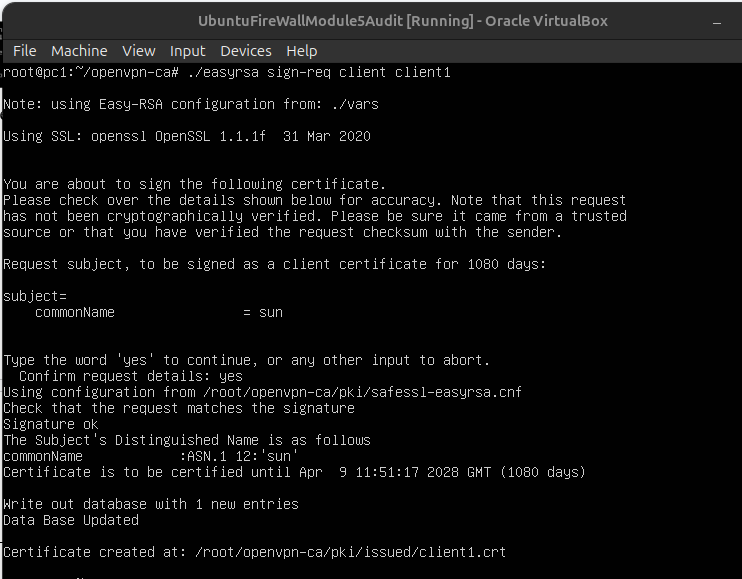 UbuntuFireWallModule5Audit [Running] - Oracle VirtualBox
File Machine View Input Devices Help
root@pc1:~/openvpn-ca# ./easyrsa sign-req client client1
Note: using Easy-RSA configuration from: ./vars
Using SSL: openssl OpenSSL 1.1.1f  31 Mar 2020
You are about to sign the following certificate.
Please check over the details shown below for accuracy. Note that this request
has not been cryptographically verified. Please be sure it came from a trusted
source or that you have verified the request checksum with the sender.
Request subject, to be signed as a client certificate for 1080 days:
subject=
    commonName                = sun
Type the word 'yes' to continue, or any other input to abort.
  Confirm request details: yes
Using configuration from /root/openvpn-ca/pki/safessl-easyrsa.cnf
Check that the request matches the signature
Signature ok
The Subject's Distinguished Name is as follows
commonName            :ASN.1 12:'sun'
Certificate is to be certified until Apr  9 11:51:17 2028 GMT (1080 days)
Write out database with 1 new entries
Data Base Updated
Certificate created at: /root/openvpn-ca/pki/issued/client1.crt